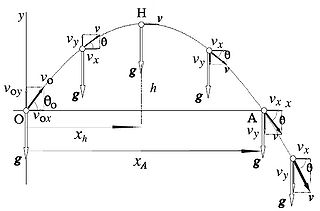 y
H
v
v_y θ
v_x
v_x
v_y θ
v
v_oy v_o
g
g
h
g
θ_o
O v_ox
A
v_x x
v_y θ
v
x_h
g
x_A
g
v_x
v_y θ
g
v